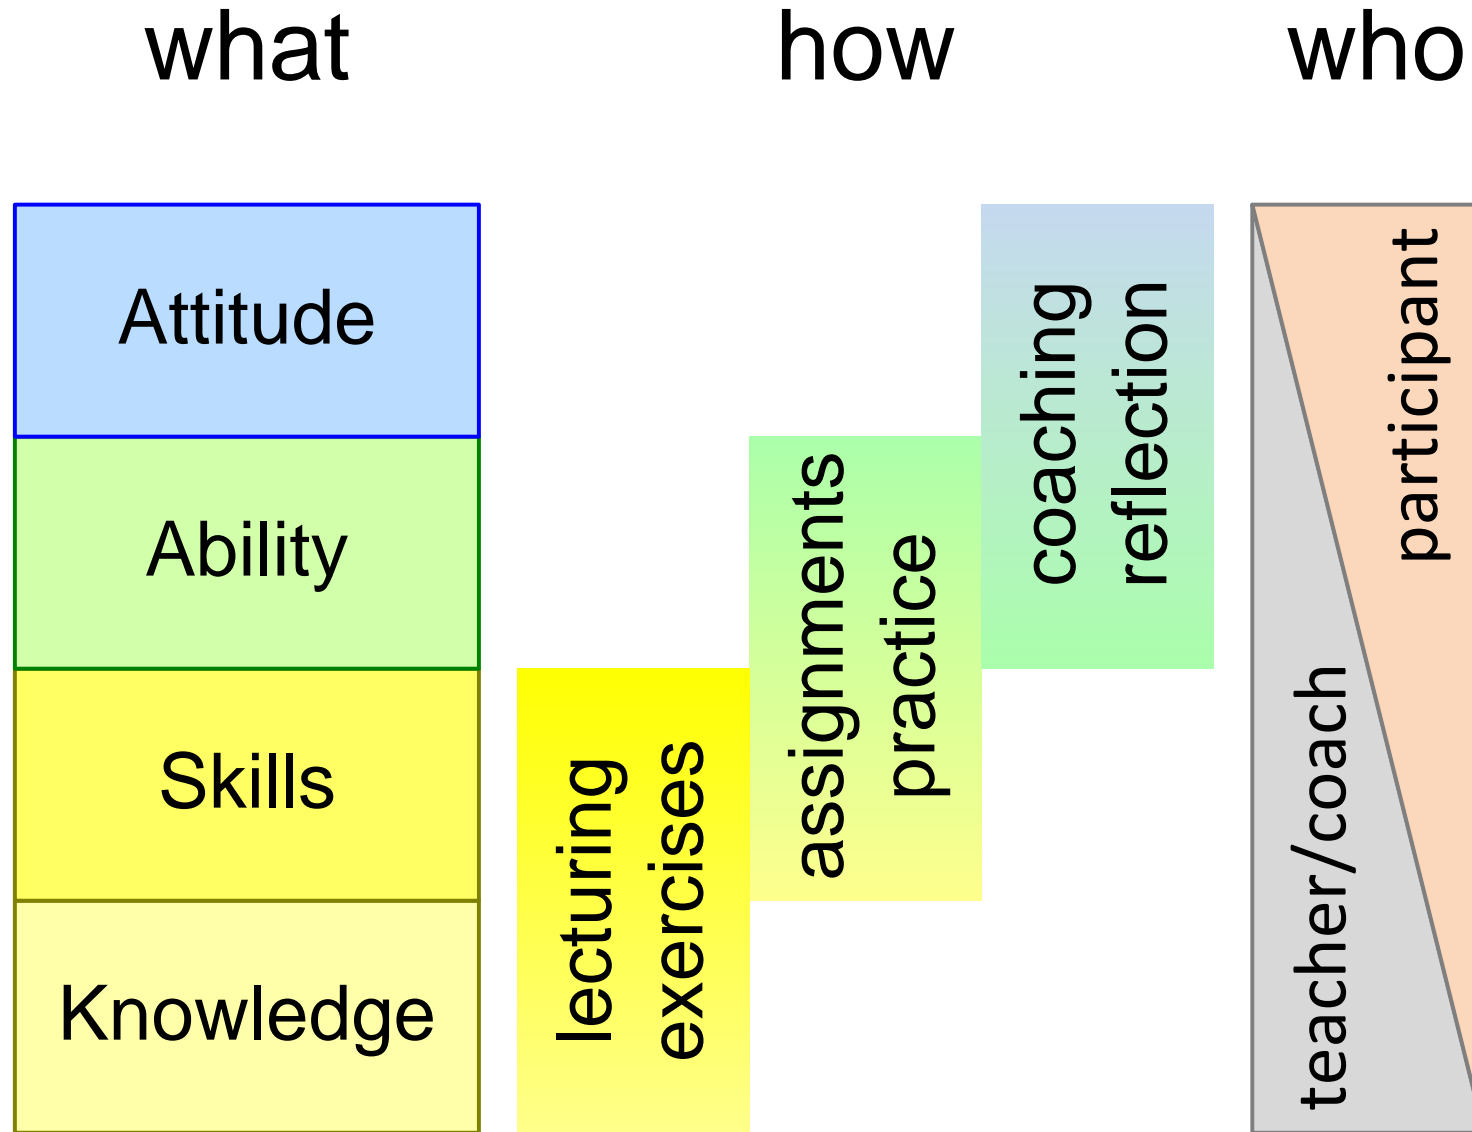 what
how
who
Attitude
Ability
Skills
Knowledge
lecturing
exercises
assignments
practice
coaching
reflection
teacher/coach
participant